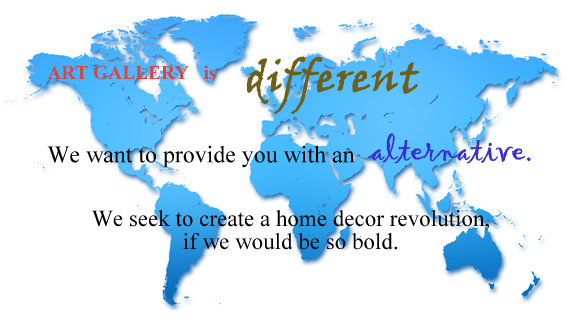 ART GALLERY is different
We want to provide you with an alternative.
We seek to create a home decor revolution,
if we would be so bold.